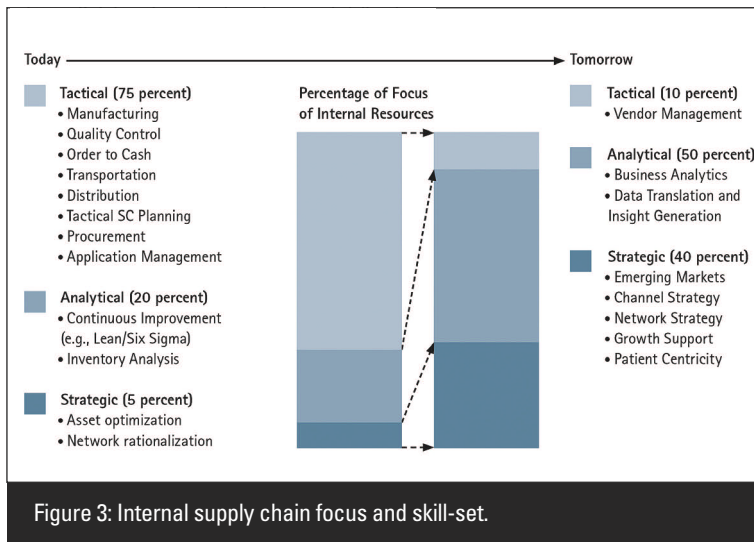 Today
Tomorrow
Tactical (75 percent)
• Manufacturing
• Quality Control
• Order to Cash
• Transportation
• Distribution
• Tactical SC Planning
• Procurement
• Application Management
Analytical (20 percent)
• Continuous Improvement
(e.g., Lean/Six Sigma)
• Inventory Analysis
Strategic (5 percent)
• Asset optimization
• Network rationalization
Percentage of Focus
of Internal Resources
Tactical (10 percent)
• Vendor Management
Analytical (50 percent)
• Business Analytics
• Data Translation and
Insight Generation
Strategic (40 percent)
• Emerging Markets
• Channel Strategy
• Network Strategy
• Growth Support
• Patient Centricity
Figure 3: Internal supply chain focus and skill-set.